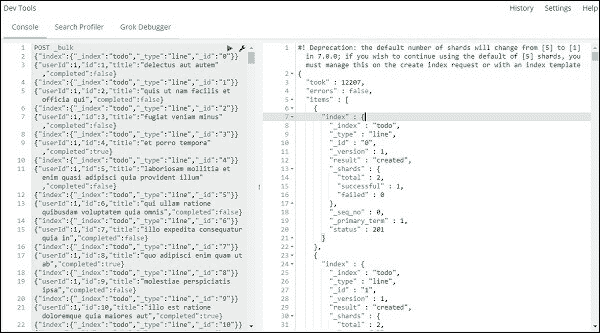 Dev Tools
History Settings Help
Console Search Profiler Grok Debugger
1 POST _bulk
2 {"index":{"_index":"todo","_type":"line","_id":"0"}}
3 {"userId":1,"id":1,"title":"delectus aut autem"
,"completed":false}
4 {"index":{"_index":"todo","_type":"line","_id":"1"}}
5 {"userId":1,"id":2,"title":"quis ut nam facilis et
officia qui","completed":false}
6 {"index":{"_index":"todo","_type":"line","_id":"2"}}
7 {"userId":1,"id":3,"title":"fugiat veniam minus"
,"completed":false}
8 {"index":{"_index":"todo","_type":"line","_id":"3"}}
9 {"userId":1,"id":4,"title":"et porro tempora"
,"completed":true}
10 {"index":{"_index":"todo","_type":"line","_id":"4"}}
11 {"userId":1,"id":5,"title":"laboriosam mollitia et
enim quasi adipisci quia provident illum"
,"completed":false}
12 {"index":{"_index":"todo","_type":"line","_id":"5"}}
13 {"userId":1,"id":6,"title":"qui ullam ratione
quibusdam voluptatem quia omnis","completed":false}
14 {"index":{"_index":"todo","_type":"line","_id":"6"}}
15 {"userId":1,"id":7,"title":"illo expedita consequatur
quia in","completed":false}
16 {"index":{"_index":"todo","_type":"line","_id":"7"}}
17 {"userId":1,"id":8,"title":"quo adipisci enim quam ut
ab","completed":true}
18 {"index":{"_index":"todo","_type":"line","_id":"8"}}
19 {"userId":1,"id":9,"title":"molestiae perspiciatis
ipsa","completed":false}
20 {"index":{"_index":"todo","_type":"line","_id":"9"}}
21 {"userId":1,"id":10,"title":"illo est ratione
doloremque quia maiores aut","completed":true}
22 {"index":{"_index":"todo","_type":"line","_id":"10"}}
1 #! Deprecation: the default number of shards will change from [5] to [1]
in 7.0.0; if you wish to continue using the default of [5] shards, you
must manage this on the create index request or with an index template
2 {
3 "took" : 12207,
4 "errors" : false,
5 "items" : [
6 {
7 "index" : {
8 "_index" : "todo",
9 "_type" : "line",
10 "_id" : "0",
11 "_version" : 1,
12 "result" : "created",
13 "_shards" : {
14 "total" : 2,
15 "successful" : 1,
16 "failed" : 0
17 },
18 "_seq_no" : 0,
19 "_primary_term" : 1,
20 "status" : 201
21 }
22 },
23 {
24 "index" : {
25 "_index" : "todo",
26 "_type" : "line",
27 "_id" : "1",
28 "_version" : 1,
29 "result" : "created",
30 "_shards" : {
31 "total" : 2,